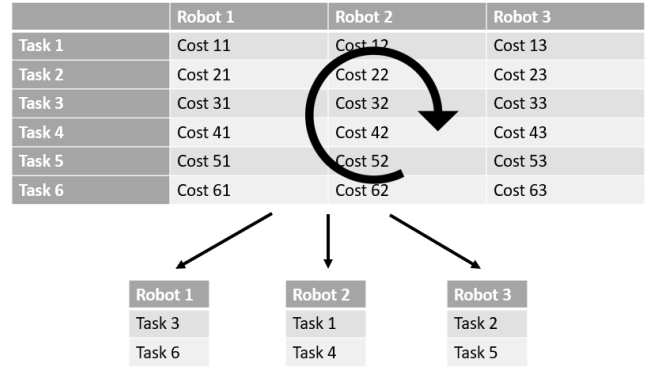 Robot 1 Robot 2 Robot 3
Task 1 Cost 11 Cost 12 Cost 13
Task 2 Cost 21 Cost 22 Cost 23
Task 3 Cost 31 Cost 32 Cost 33
Task 4 Cost 41 Cost 42 Cost 43
Task 5 Cost 51 Cost 52 Cost 53
Task 6 Cost 61 Cost 62 Cost 63
Robot 1 Robot 2 Robot 3
Task 3 Task 1 Task 2
Task 6 Task 4 Task 5